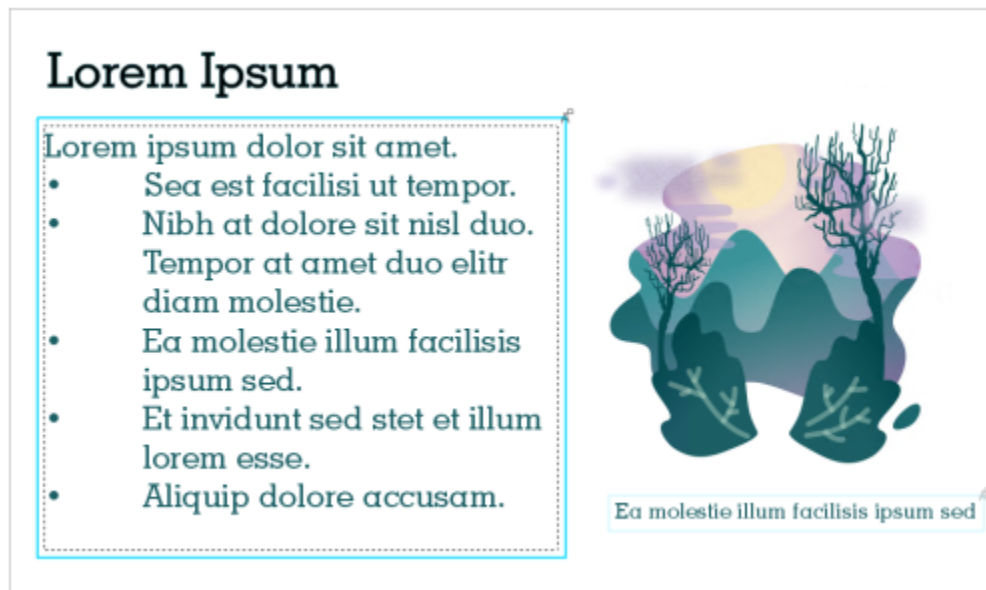 Lorem Ipsum
Lorem ipsum dolor sit amet.
• Sea est facilisi ut tempor.
• Nibh at dolore sit nisl duo.
Tempor at amet duo elitr
diam molestie.
• Ea molestie illum facilisis
ipsum sed.
• Et invidunt sed stet et illum
lorem esse.
• Aliquip dolore accusam.
Ea molestie illum facilisis ipsum sed